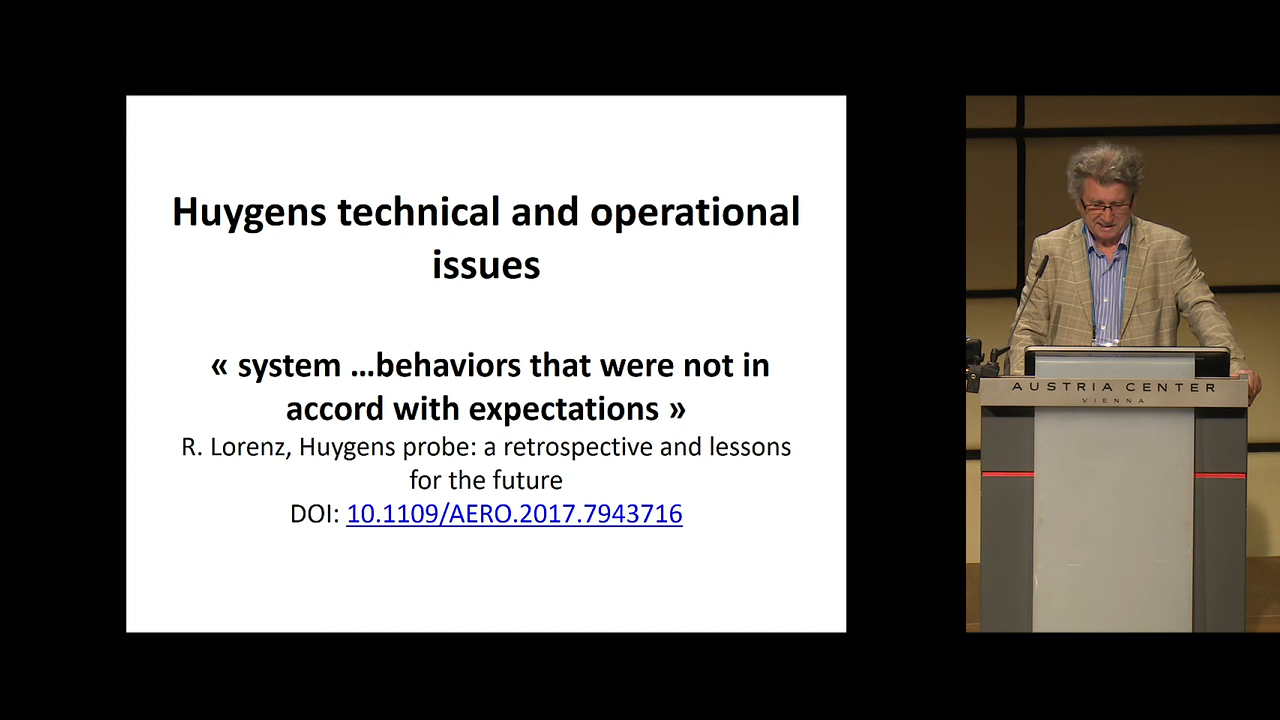 Huygens technical and operational
issues
« system …behaviors that were not in
accord with expectations »
R. Lorenz, Huygens probe: a retrospective and lessons
for the future
DOI: 10.1109/AERO.2017.7943716
AUSTRIA CENTER
VIENNA